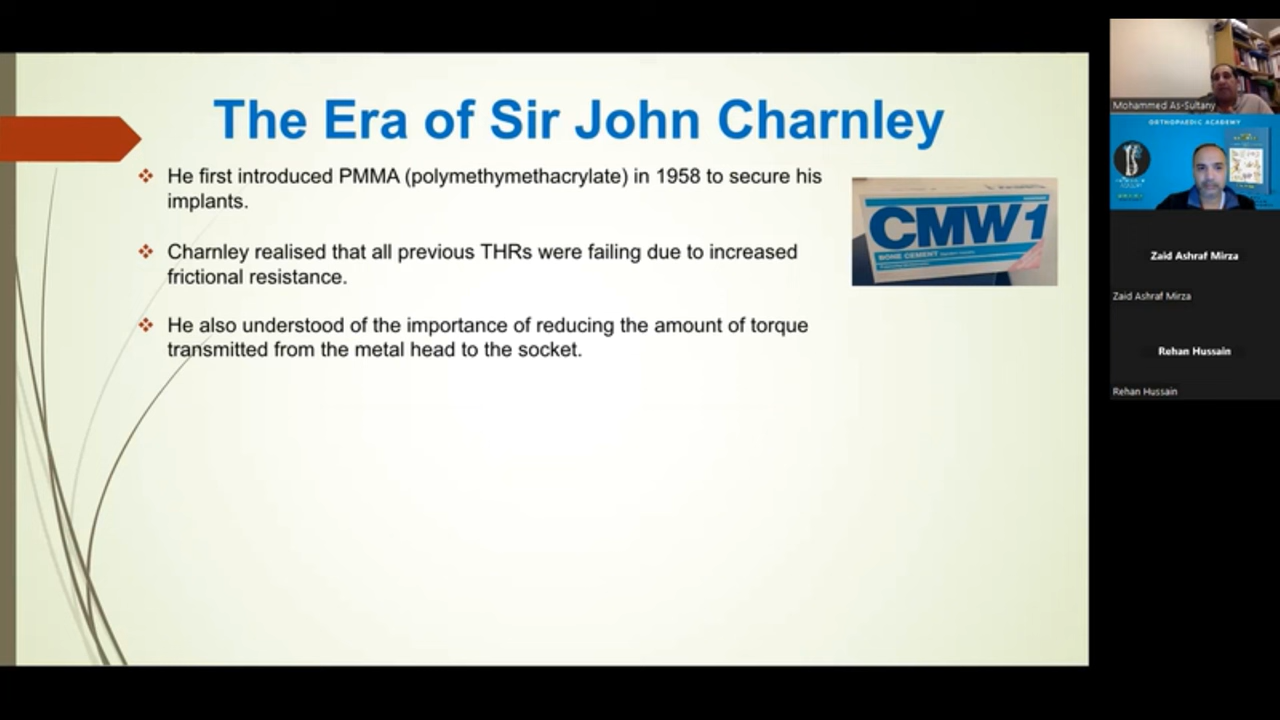 The Era of Sir John Charnley
He first introduced PMMA (polymethymethacrylate) in 1958 to secure his
implants.
Charnley realised that all previous THRs were failing due to increased
frictional resistance.
He also understood of the importance of reducing the amount of torque
transmitted from the metal head to the socket.
CMW 1
BONE CEMENT
Mohammed As-Sultany
ORTHOPAEDIC ACADEMY
Zaid Ashraf Mirza
Zaid Ashraf Mirza
Rehan Hussain
Rehan Hussain